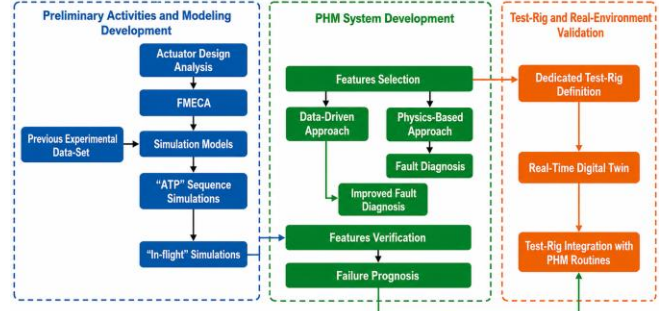 Preliminary Activities and Modeling
Development
Actuator Design
Analysis
FMECA
Previous Experimental
Data-Set
Simulation Models
“ATP” Sequence
Simulations
“In-flight” Simulations
PHM System Development
Features Selection
Data-Driven
Approach
Physics-Based
Approach
Fault Diagnosis
Improved Fault
Diagnosis
Features Verification
Failure Prognosis
Test-Rig and Real-Environment
Validation
Dedicated Test-Rig
Definition
Real-Time Digital Twin
Test-Rig Integration with
PHM Routines